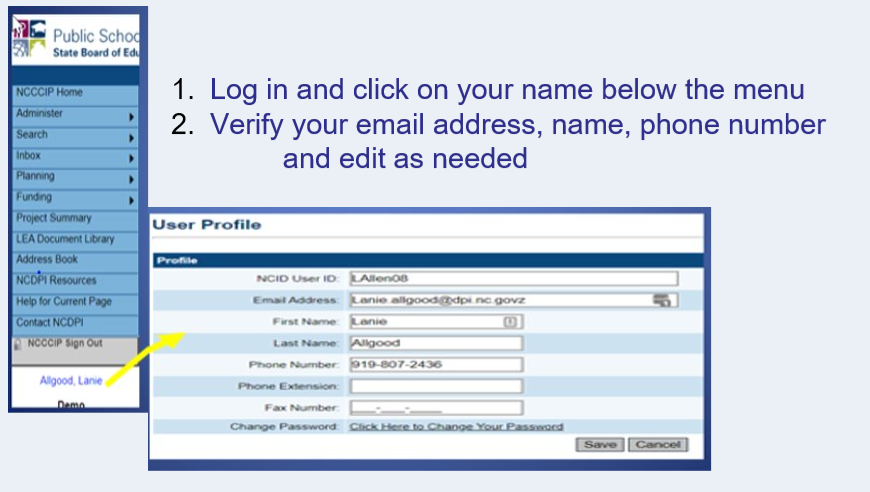 Public Schoo
State Board of Edu
NCCCIP Home
Administer
Search
Inbox
Planning
Funding
Project Summary
LEA Document Library
Address Book
NCDPI Resources
Help for Current Page
Contact NCDPI
NCCCIP Sign Out
Allgood, Lanie
Demo
1. Log in and click on your name below the menu
2. Verify your email address, name, phone number
and edit as needed
User Profile
Profile
NCID User ID: LAllen08
Email Address: Lanie.allgood@dpi.nc.govz
First Name: Lanie
Last Name: Allgood
Phone Number: 919-807-2436
Phone Extension:
Fax Number: ___-___-____
Change Password: Click Here to Change Your Password
Save Cancel